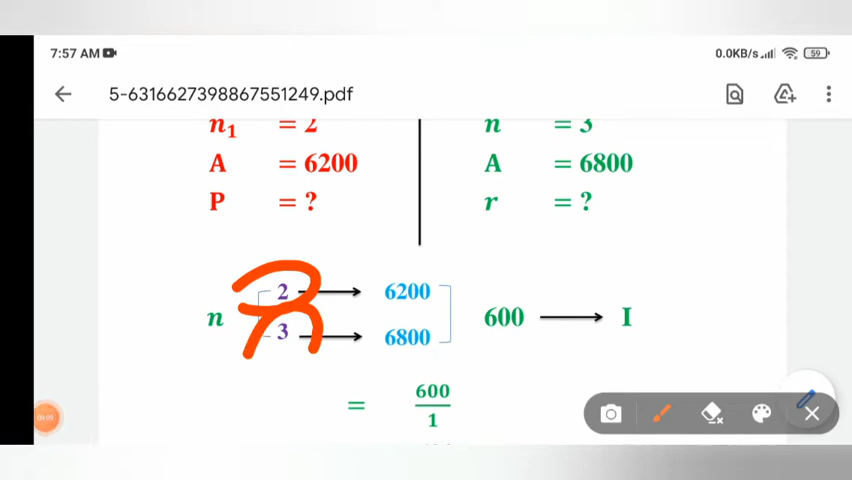 7:57 AM 0.0KB/s 59
5-6316627398867551249.pdf
n₁ = 2 n = 3
A = 6200 A = 6800
P = ? r = ?
2 → 6200
n 600 → I
3 → 6800
= 600/1